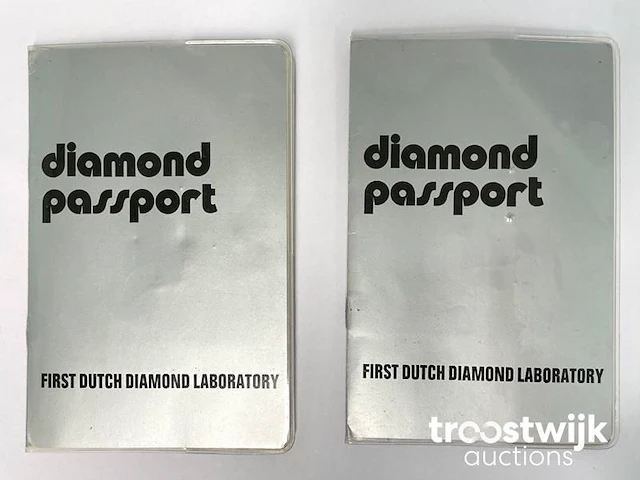 diamond
passport
FIRST DUTCH DIAMOND LABORATORY
diamond
passport
FIRST DUTCH DIAMOND LABORATORY
troostwijk
auctions